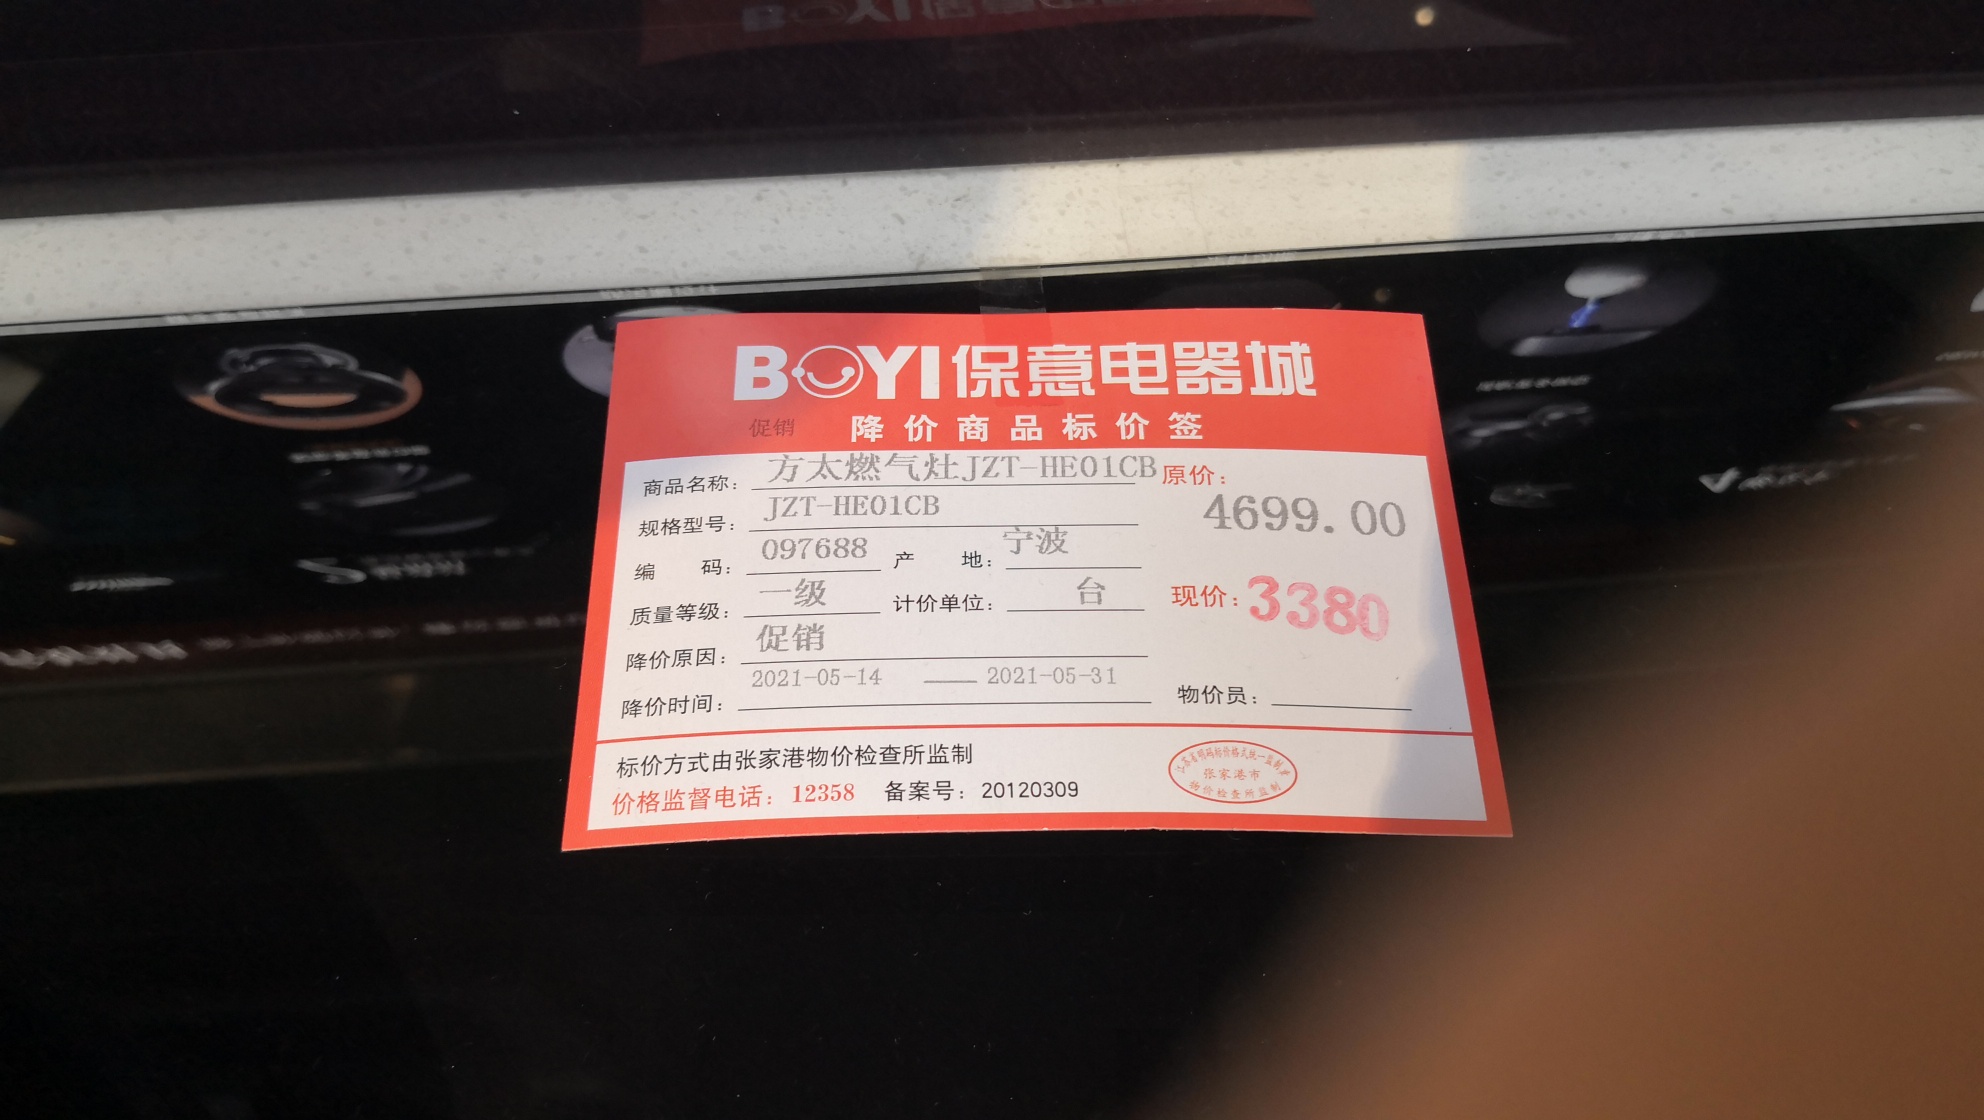 BOYI保意电器城
促销 降价商品标价签
商品名称: 方太燃气灶JZT-HE01CB 原价:
规格型号: JZT-HE01CB 4699.00
编 码: 097688 产 地: 宁波
质量等级: 一级 计价单位: 台 现价: 3380
降价原因: 促销
降价时间: 2021-05-14 —— 2021-05-31 物价员:
标价方式由张家港物价检查所监制
价格监督电话: 12358 备案号: 20120309
张家港市
物价检查所监制